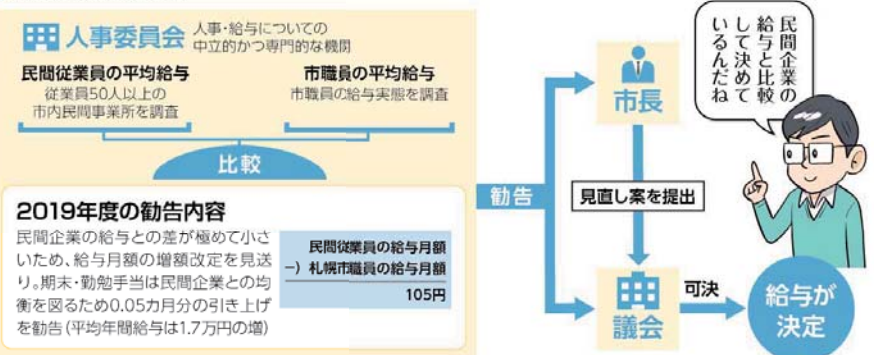 人事委員会 人事・給与についての
中立的かつ専門的な機関
民間従業員の平均給与
従業員50人以上の
市内民間事業所を調査
市職員の平均給与
市職員の給与実態を調査
比較
2019年度の勧告内容
民間企業の給与との差が極めて小さ
いため、給与月額の増額改定を見送
り。期末・勤勉手当は民間企業との均
衡を図るため0.05カ月分の引き上げ
を勧告(平均年間給与は1.7万円の増)
民間従業員の給与月額
−)札幌市職員の給与月額
105円
勧告
市長
見直し案を提出
議会
可決
給与が
決定
民間企業の
給与と比較
して決めて
いるんだね